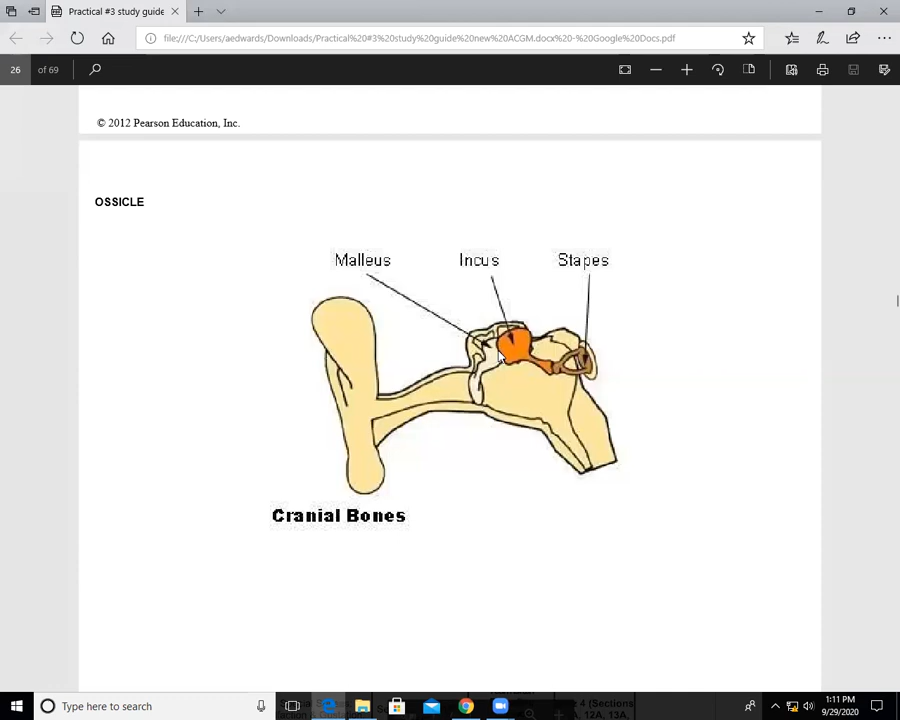 Practical #3 study guide
file:///C:/Users/aedwards/Downloads/Practical%20#3%20study%20guide%20new%20ACGM.docx%20-%20Google%20Docs.pdf
26 of 69
© 2012 Pearson Education, Inc.
OSSICLE
Malleus Incus Stapes
Cranial Bones
Type here to search
1:11 PM
9/29/2020